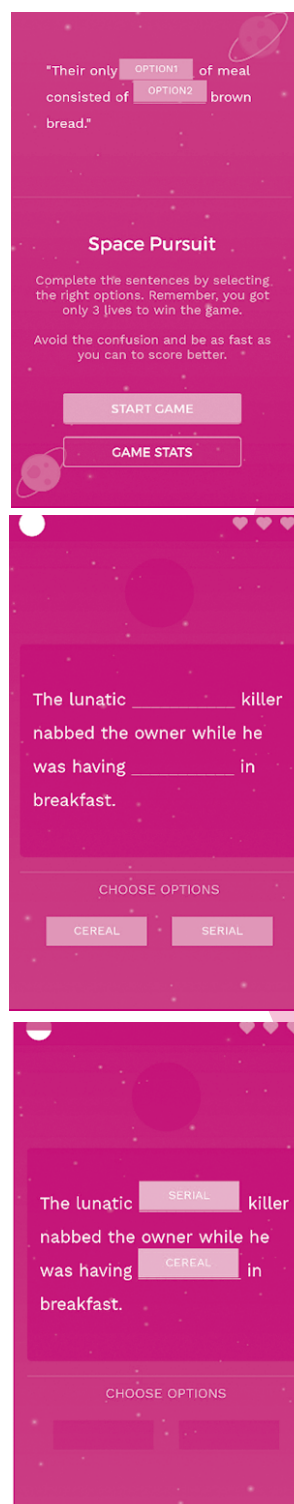 "Their only OPTION1 of meal
consisted of OPTION2 brown
bread."
Space Pursuit
Complete the sentences by selecting
the right options. Remember, you got
only 3 lives to win the game.
Avoid the confusion and be as fast as
you can to score better.
START GAME
GAME STATS
The lunatic ____________ killer
nabbed the owner while he
was having ____________ in
breakfast.
CHOOSE OPTIONS
CEREAL SERIAL
The lunatic SERIAL killer
nabbed the owner while he
was having CEREAL in
breakfast.
CHOOSE OPTIONS